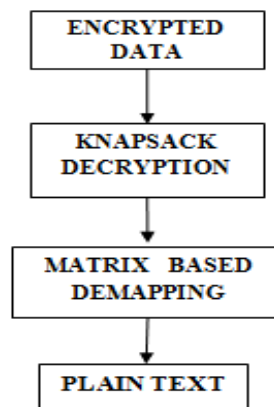 ENCRYPTED
DATA
KNAPSACK
DECRYPTION
MATRIX BASED
DEMAPPING
PLAIN TEXT